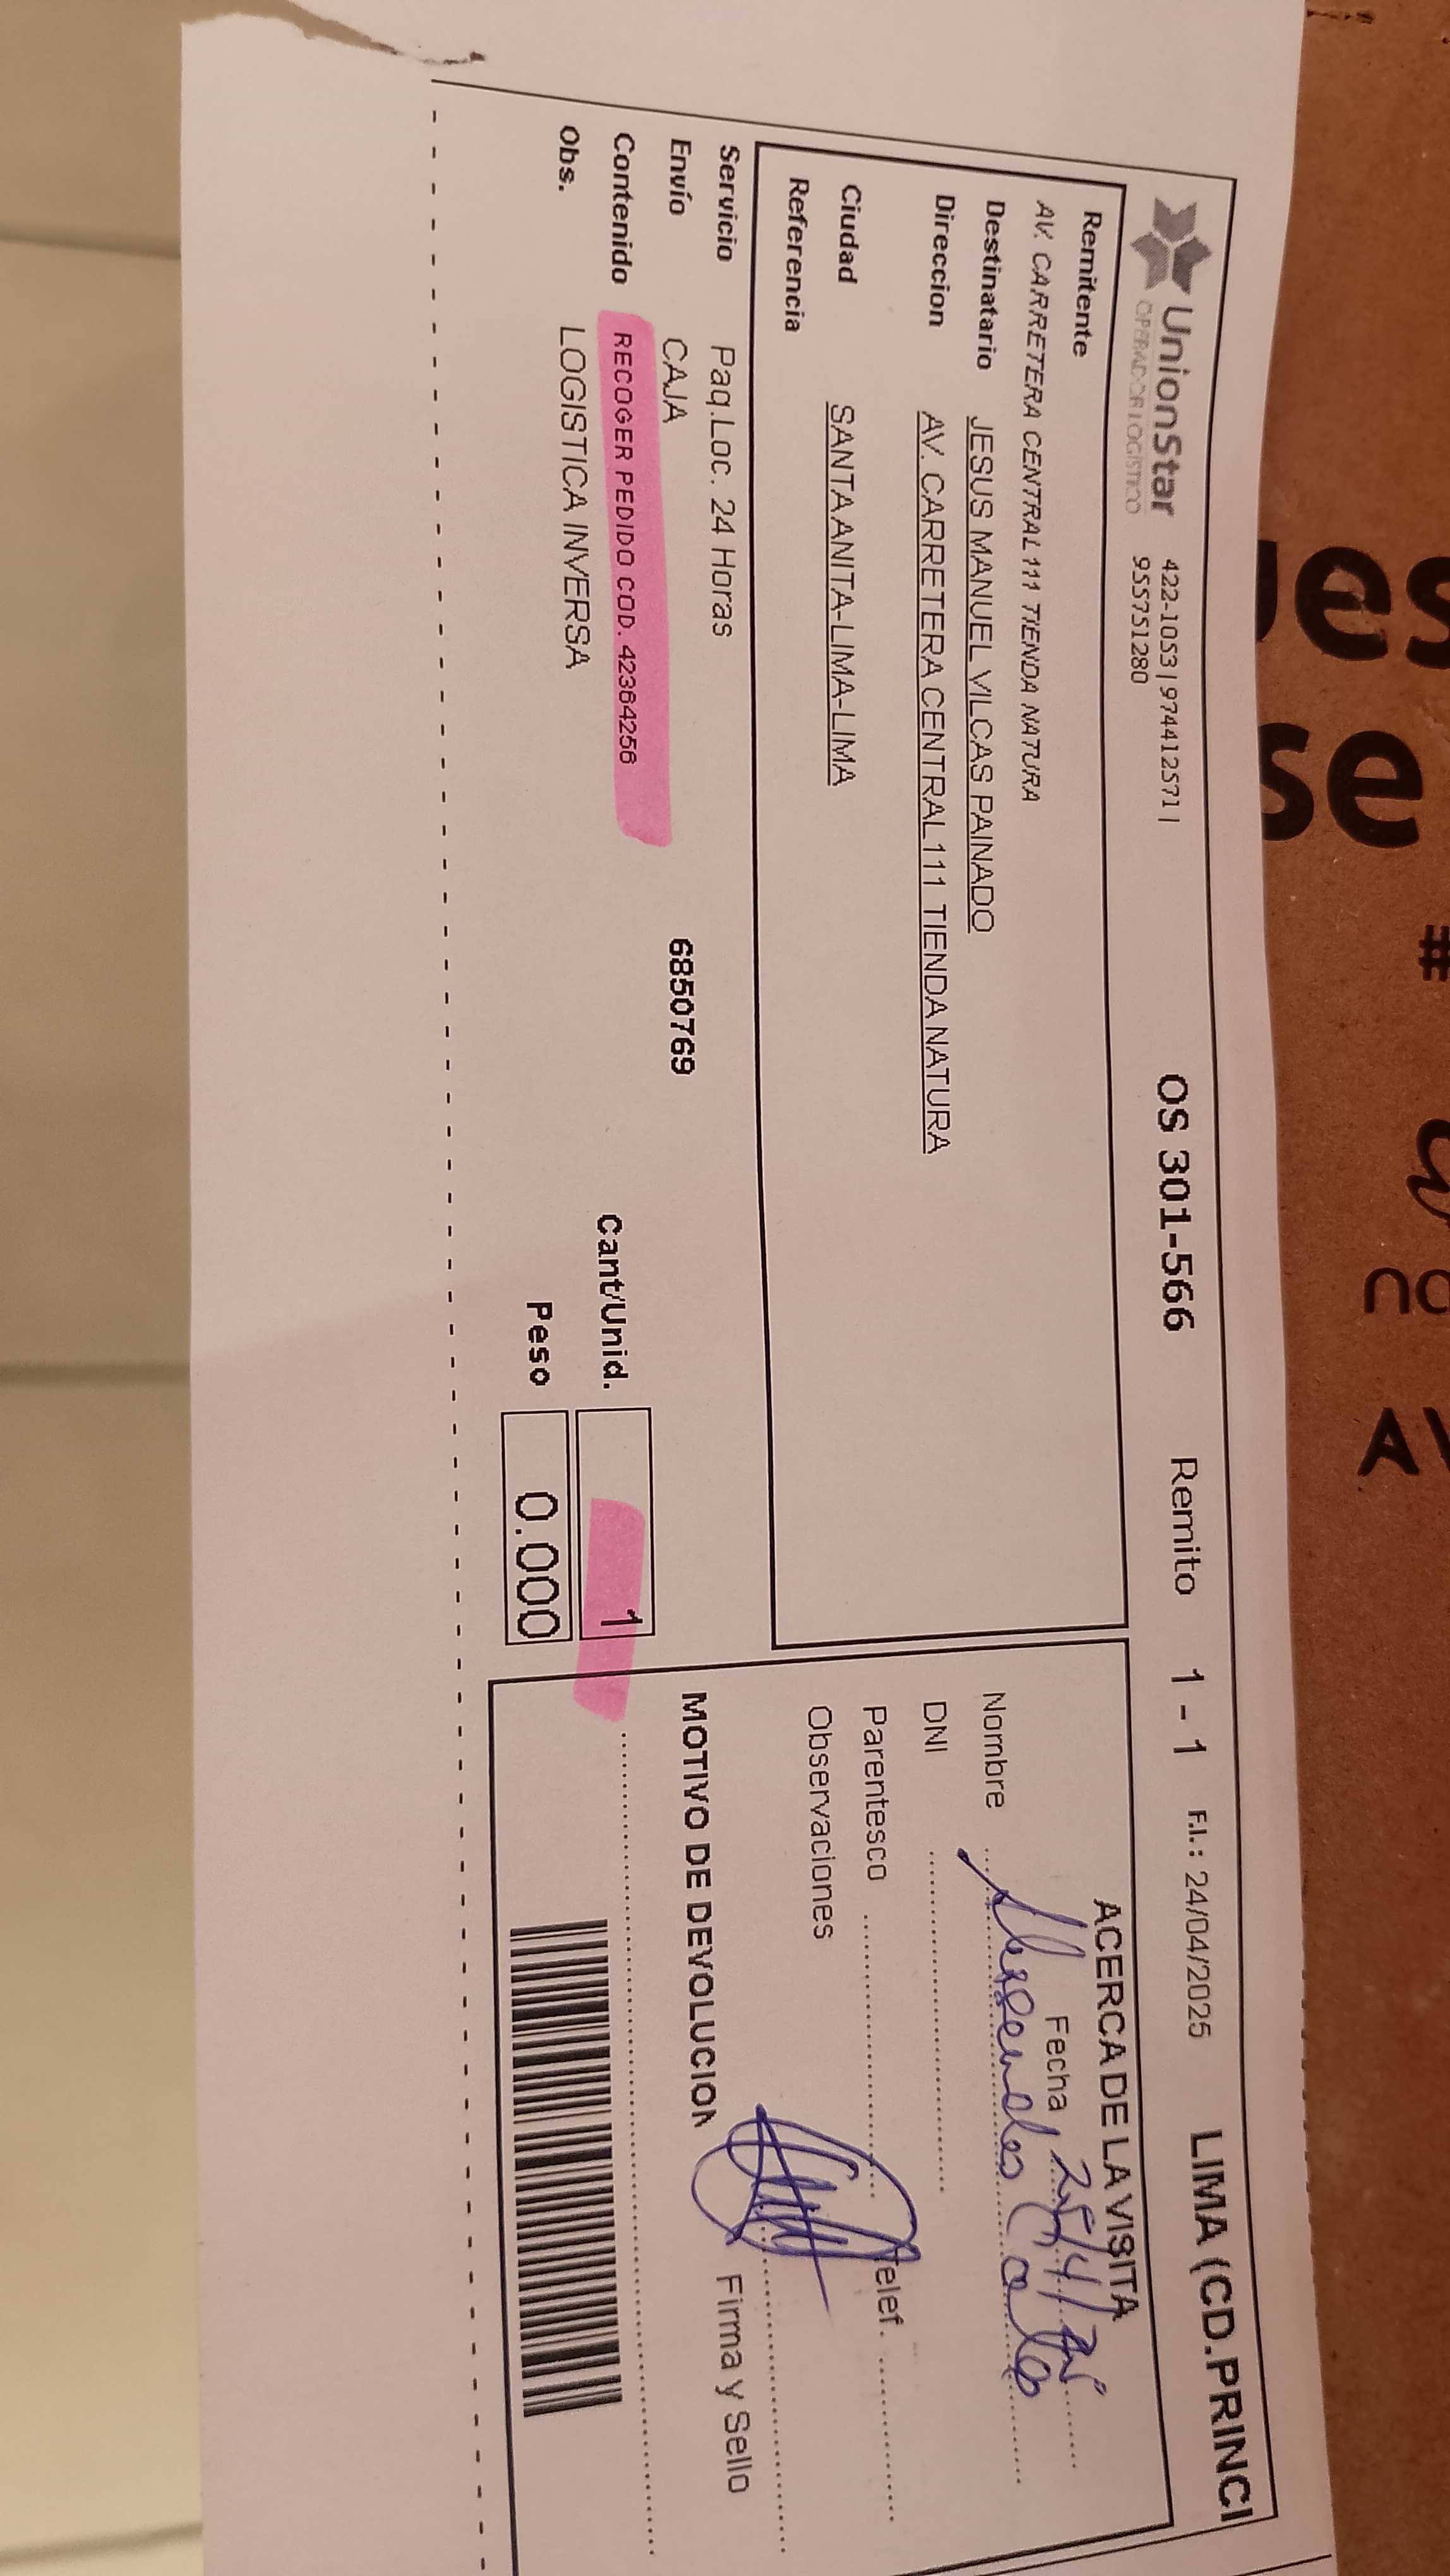 UnionStar
OPERADOR LOGISTICO
422-1053 | 974412571 |
955751280
OS 301-566
Remito 1 - 1
F.I.: 24/04/2025
LIMA (CD.PRINCI
Remitente
AV. CARRETERA CENTRAL 111 TIENDA NATURA
Destinatario JESUS MANUEL VILCAS PAINADO
Direccion AV. CARRETERA CENTRAL 111 TIENDA NATURA
Ciudad SANTA ANITA-LIMA-LIMA
Referencia
Servicio Paq.Loc. 24 Horas
Envío CAJA 6850769
Contenido RECOGER PEDIDO COD. 42364256
Obs. LOGISTICA INVERSA
Cant/Unid. 1
Peso 0.000
ACERCA DE LA VISITA
Fecha 25/4/25
Nombre
DNI
Parentesco Telef.
Observaciones
MOTIVO DE DEVOLUCION
Firma y Sello